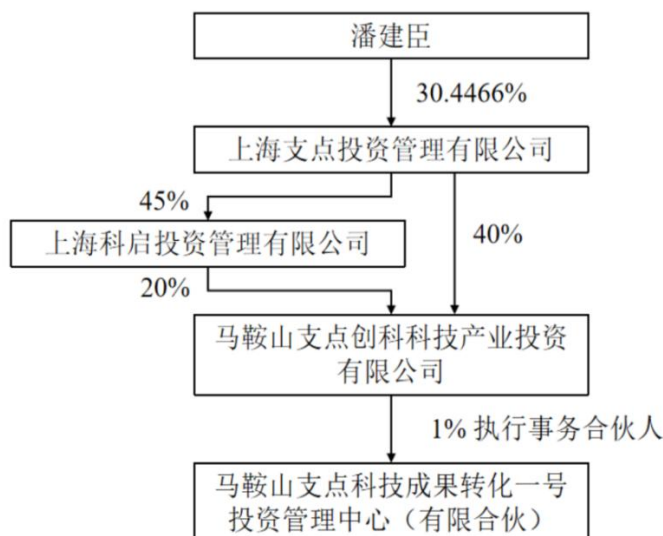 潘建臣
30.4466%
上海支点投资管理有限公司
45%
上海科启投资管理有限公司
40%
20%
马鞍山支点创科科技产业投资
有限公司
1% 执行事务合伙人
马鞍山支点科技成果转化一号
投资管理中心（有限合伙）